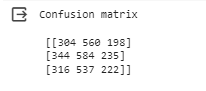 Confusion matrix
[[304 560 198]
[344 584 235]
[316 537 222]]